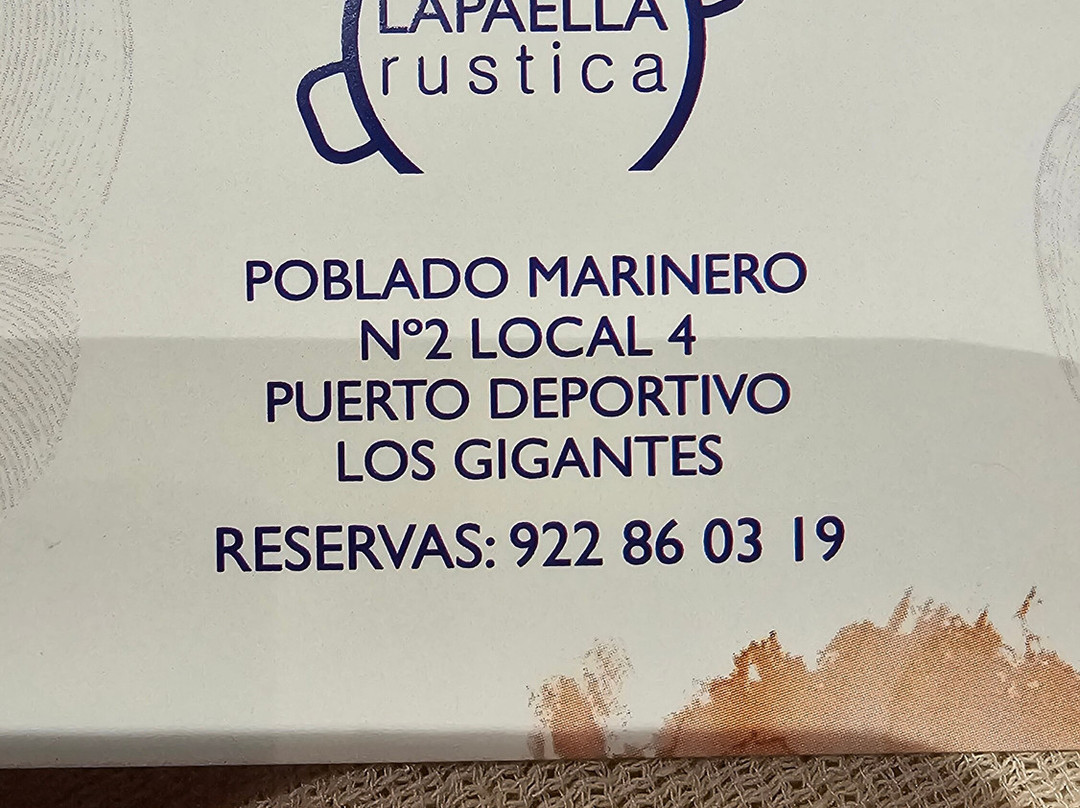 LAPAELLA
rustica
POBLADO MARINERO
Nº2 LOCAL 4
PUERTO DEPORTIVO
LOS GIGANTES
RESERVAS: 922 86 03 19